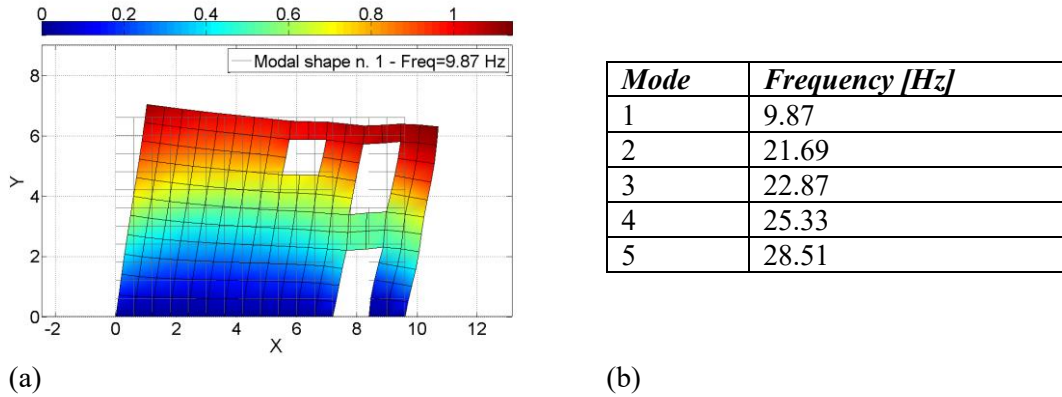 0 0.2 0.4 0.6 0.8 1
Modal shape n. 1 - Freq=9.87 Hz
8
6
4
2
0
Y
-2 0 2 4 6 8 10 12
X
(a)
Mode Frequency [Hz]
1 9.87
2 21.69
3 22.87
4 25.33
5 28.51
(b)